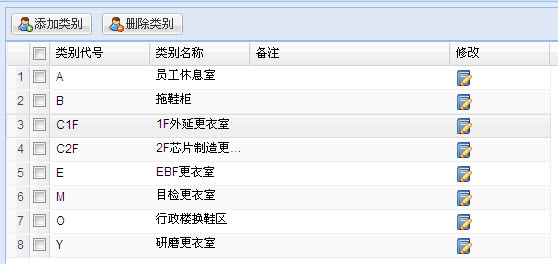 添加类别 删除类别
类别代号 类别名称 备注 修改
1 A 员工休息室
2 B 拖鞋柜
3 C1F 1F外延更衣室
4 C2F 2F芯片制造更...
5 E EBF更衣室
6 M 目检更衣室
7 O 行政楼换鞋区
8 Y 研磨更衣室